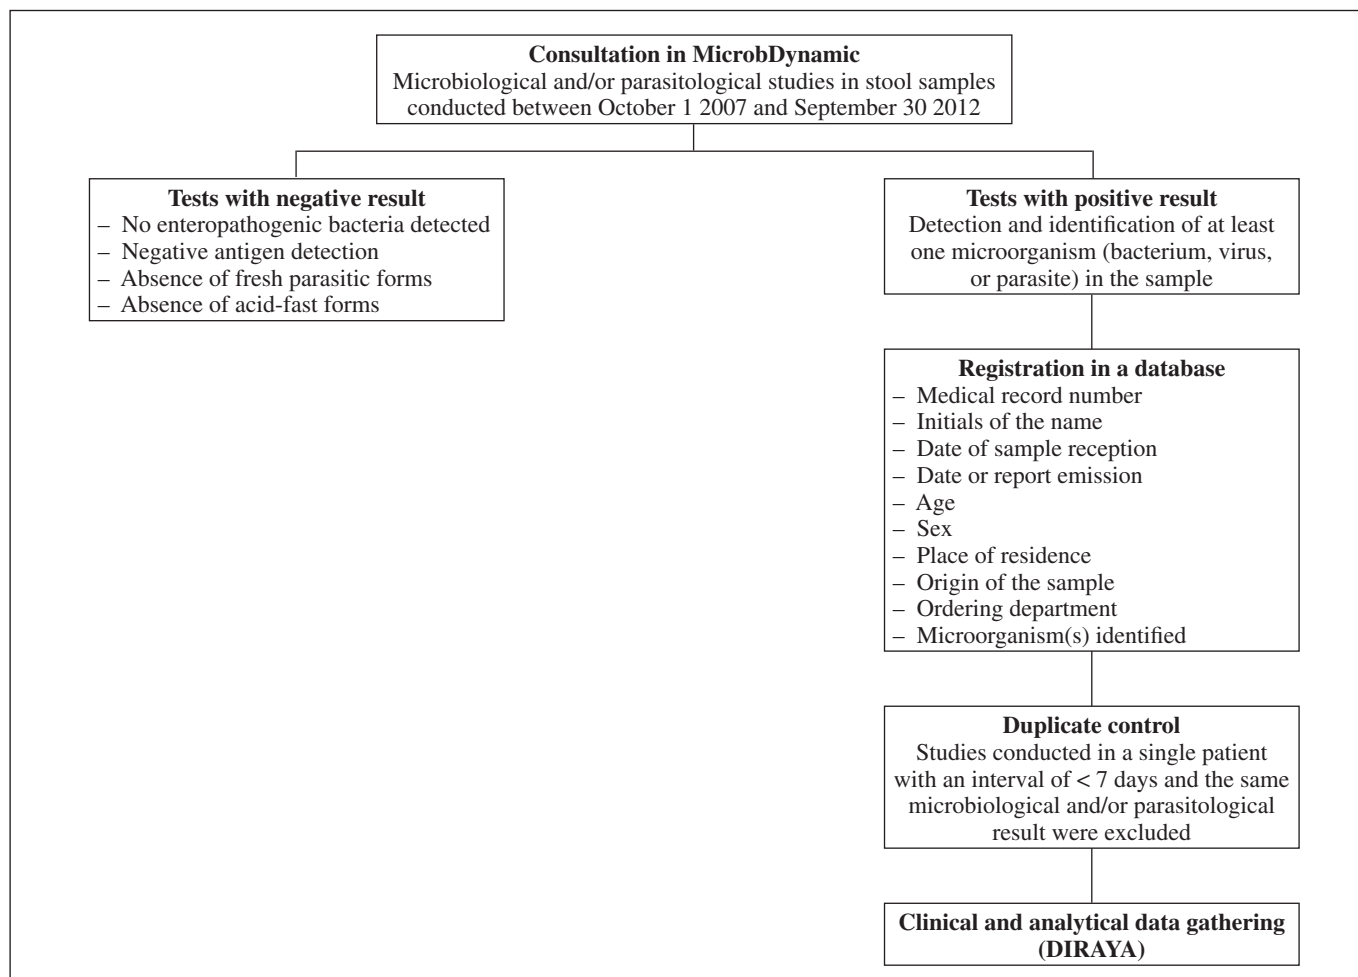 Consultation in MicrobDynamic
Microbiological and/or parasitological studies in stool samples
conducted between October 1 2007 and September 30 2012
Tests with negative result
– No enteropathogenic bacteria detected
– Negative antigen detection
– Absence of fresh parasitic forms
– Absence of acid-fast forms
Tests with positive result
Detection and identification of at least
one microorganism (bacterium, virus,
or parasite) in the sample
Registration in a database
– Medical record number
– Initials of the name
– Date of sample reception
– Date or report emission
– Age
– Sex
– Place of residence
– Origin of the sample
– Ordering department
– Microorganism(s) identified
Duplicate control
Studies conducted in a single patient
with an interval of < 7 days and the same
microbiological and/or parasitological
result were excluded
Clinical and analytical data gathering
(DIRAYA)